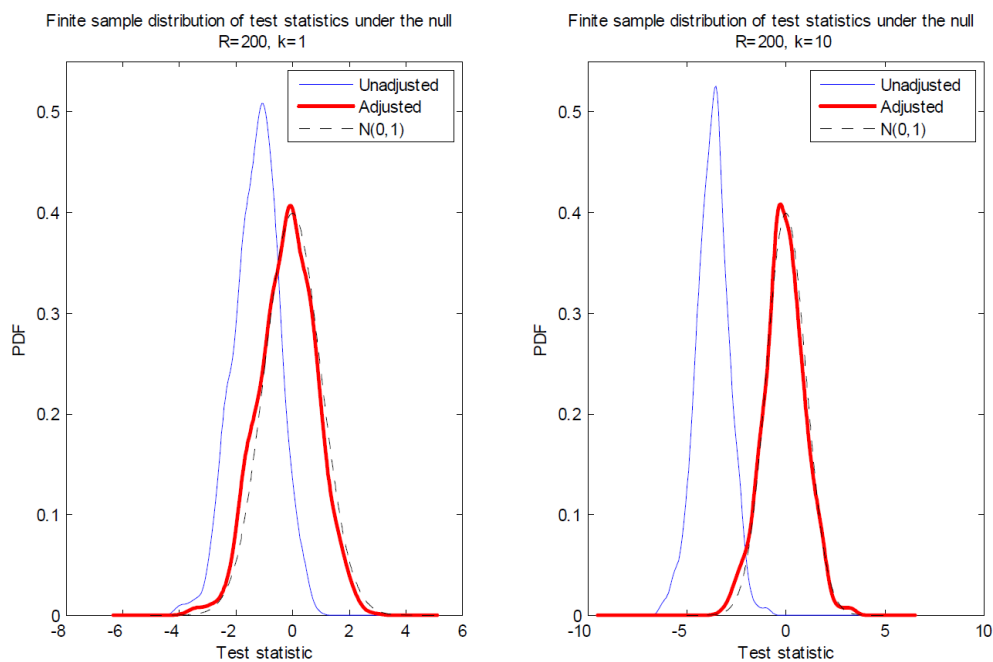 Finite sample distribution of test statistics under the null
R=200, k=1
Unadjusted
Adjusted
N(0,1)
PDF
0.5
0.4
0.3
0.2
0.1
0
-8
-6
-4
-2
0
2
4
6
Test statistic
Finite sample distribution of test statistics under the null
R=200, k=10
Unadjusted
Adjusted
N(0,1)
PDF
0.5
0.4
0.3
0.2
0.1
0
-10
-5
0
5
10
Test statistic